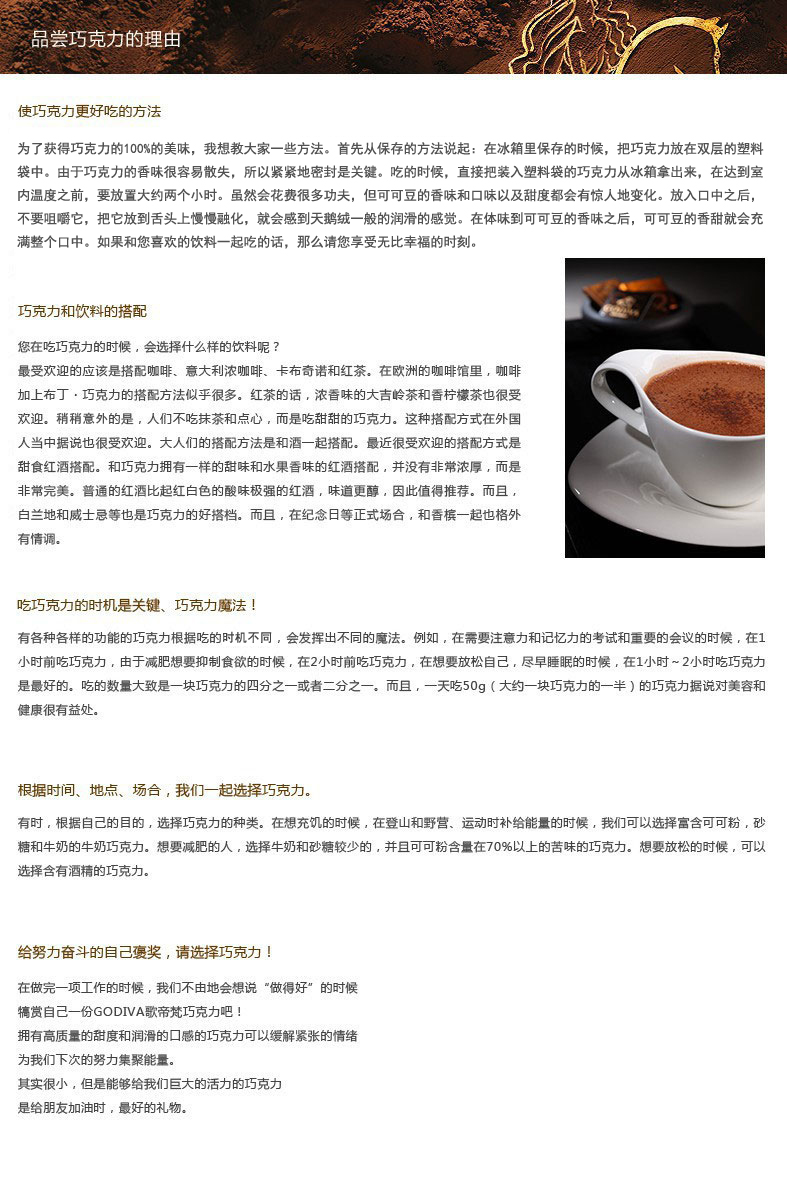 品尝巧克力的理由
使巧克力更好吃的方法
为了获得巧克力的100%的美味，我想教大家一些方法。首先从保存的方法说起：在冰箱里保存的时候，把巧克力放在双层的塑料
袋中。由于巧克力的香味很容易散失，所以紧紧地密封是关键。吃的时候，直接把装入塑料袋的巧克力从冰箱拿出来，在达到室
内温度之前，要放置大约两个小时。虽然会花费很多功夫，但可可豆的香味和口味以及甜度都会有惊人地变化。放入口中之后，
不要咀嚼它，把它放到舌头上慢慢融化，就会感到天鹅绒一般的润滑的感觉。在体味到可可豆的香味之后，可可豆的香甜就会充
满整个口中。如果和您喜欢的饮料一起吃的话，那么请您享受无比幸福的时刻。
巧克力和饮料的搭配
您在吃巧克力的时候，会选择什么样的饮料呢？
最受欢迎的应该是搭配咖啡、意大利浓咖啡、卡布奇诺和红茶。在欧洲的咖啡馆里，咖啡
加上布丁・巧克力的搭配方法似乎很多。红茶的话，浓香味的大吉岭茶和香柠檬茶也很受
欢迎。稍稍意外的是，人们不吃抹茶和点心，而是吃甜甜的巧克力。这种搭配方式在外国
人当中据说也很受欢迎。大人们的搭配方法是和酒一起搭配。最近很受欢迎的搭配方式是
甜食红酒搭配。和巧克力拥有一样的甜味和水果香味的红酒搭配，并没有非常浓厚，而是
非常完美。普通的红酒比起红白色的酸味极强的红酒，味道更醇，因此值得推荐。而且，
白兰地和威士忌等也是巧克力的好搭档。而且，在纪念日等正式场合，和香槟一起也格外
有情调。
吃巧克力的时机是关键、巧克力魔法！
有各种各样的功能的巧克力根据吃的时机不同，会发挥出不同的魔法。例如，在需要注意力和记忆力的考试和重要的会议的时候，在1
小时前吃巧克力，由于减肥想要抑制食欲的时候，在2小时前吃巧克力，在想要放松自己，尽早睡眠的时候，在1小时～2小时吃巧克力
是最好的。吃的数量大致是一块巧克力的四分之一或者二分之一。而且，一天吃50g（大约一块巧克力的一半）的巧克力据说对美容和
健康很有益处。
根据时间、地点、场合，我们一起选择巧克力。
有时，根据自己的目的，选择巧克力的种类。在想充饥的时候，在登山和野营、运动时补给能量的时候，我们可以选择富含可可粉，砂
糖和牛奶的牛奶巧克力。想要减肥的人，选择牛奶和砂糖较少的，并且可可粉含量在70%以上的苦味的巧克力。想要放松的时候，可以
选择含有酒精的巧克力。
给努力奋斗的自己褒奖，请选择巧克力！
在做完一项工作的时候，我们不由地会想说“做得好”的时候
犒赏自己一份GODIVA歌帝梵巧克力吧！
拥有高质量的甜度和润滑的口感的巧克力可以缓解紧张的情绪
为我们下次的努力集聚能量。
其实很小，但是能够给我们巨大的活力的巧克力
是给朋友加油时，最好的礼物。